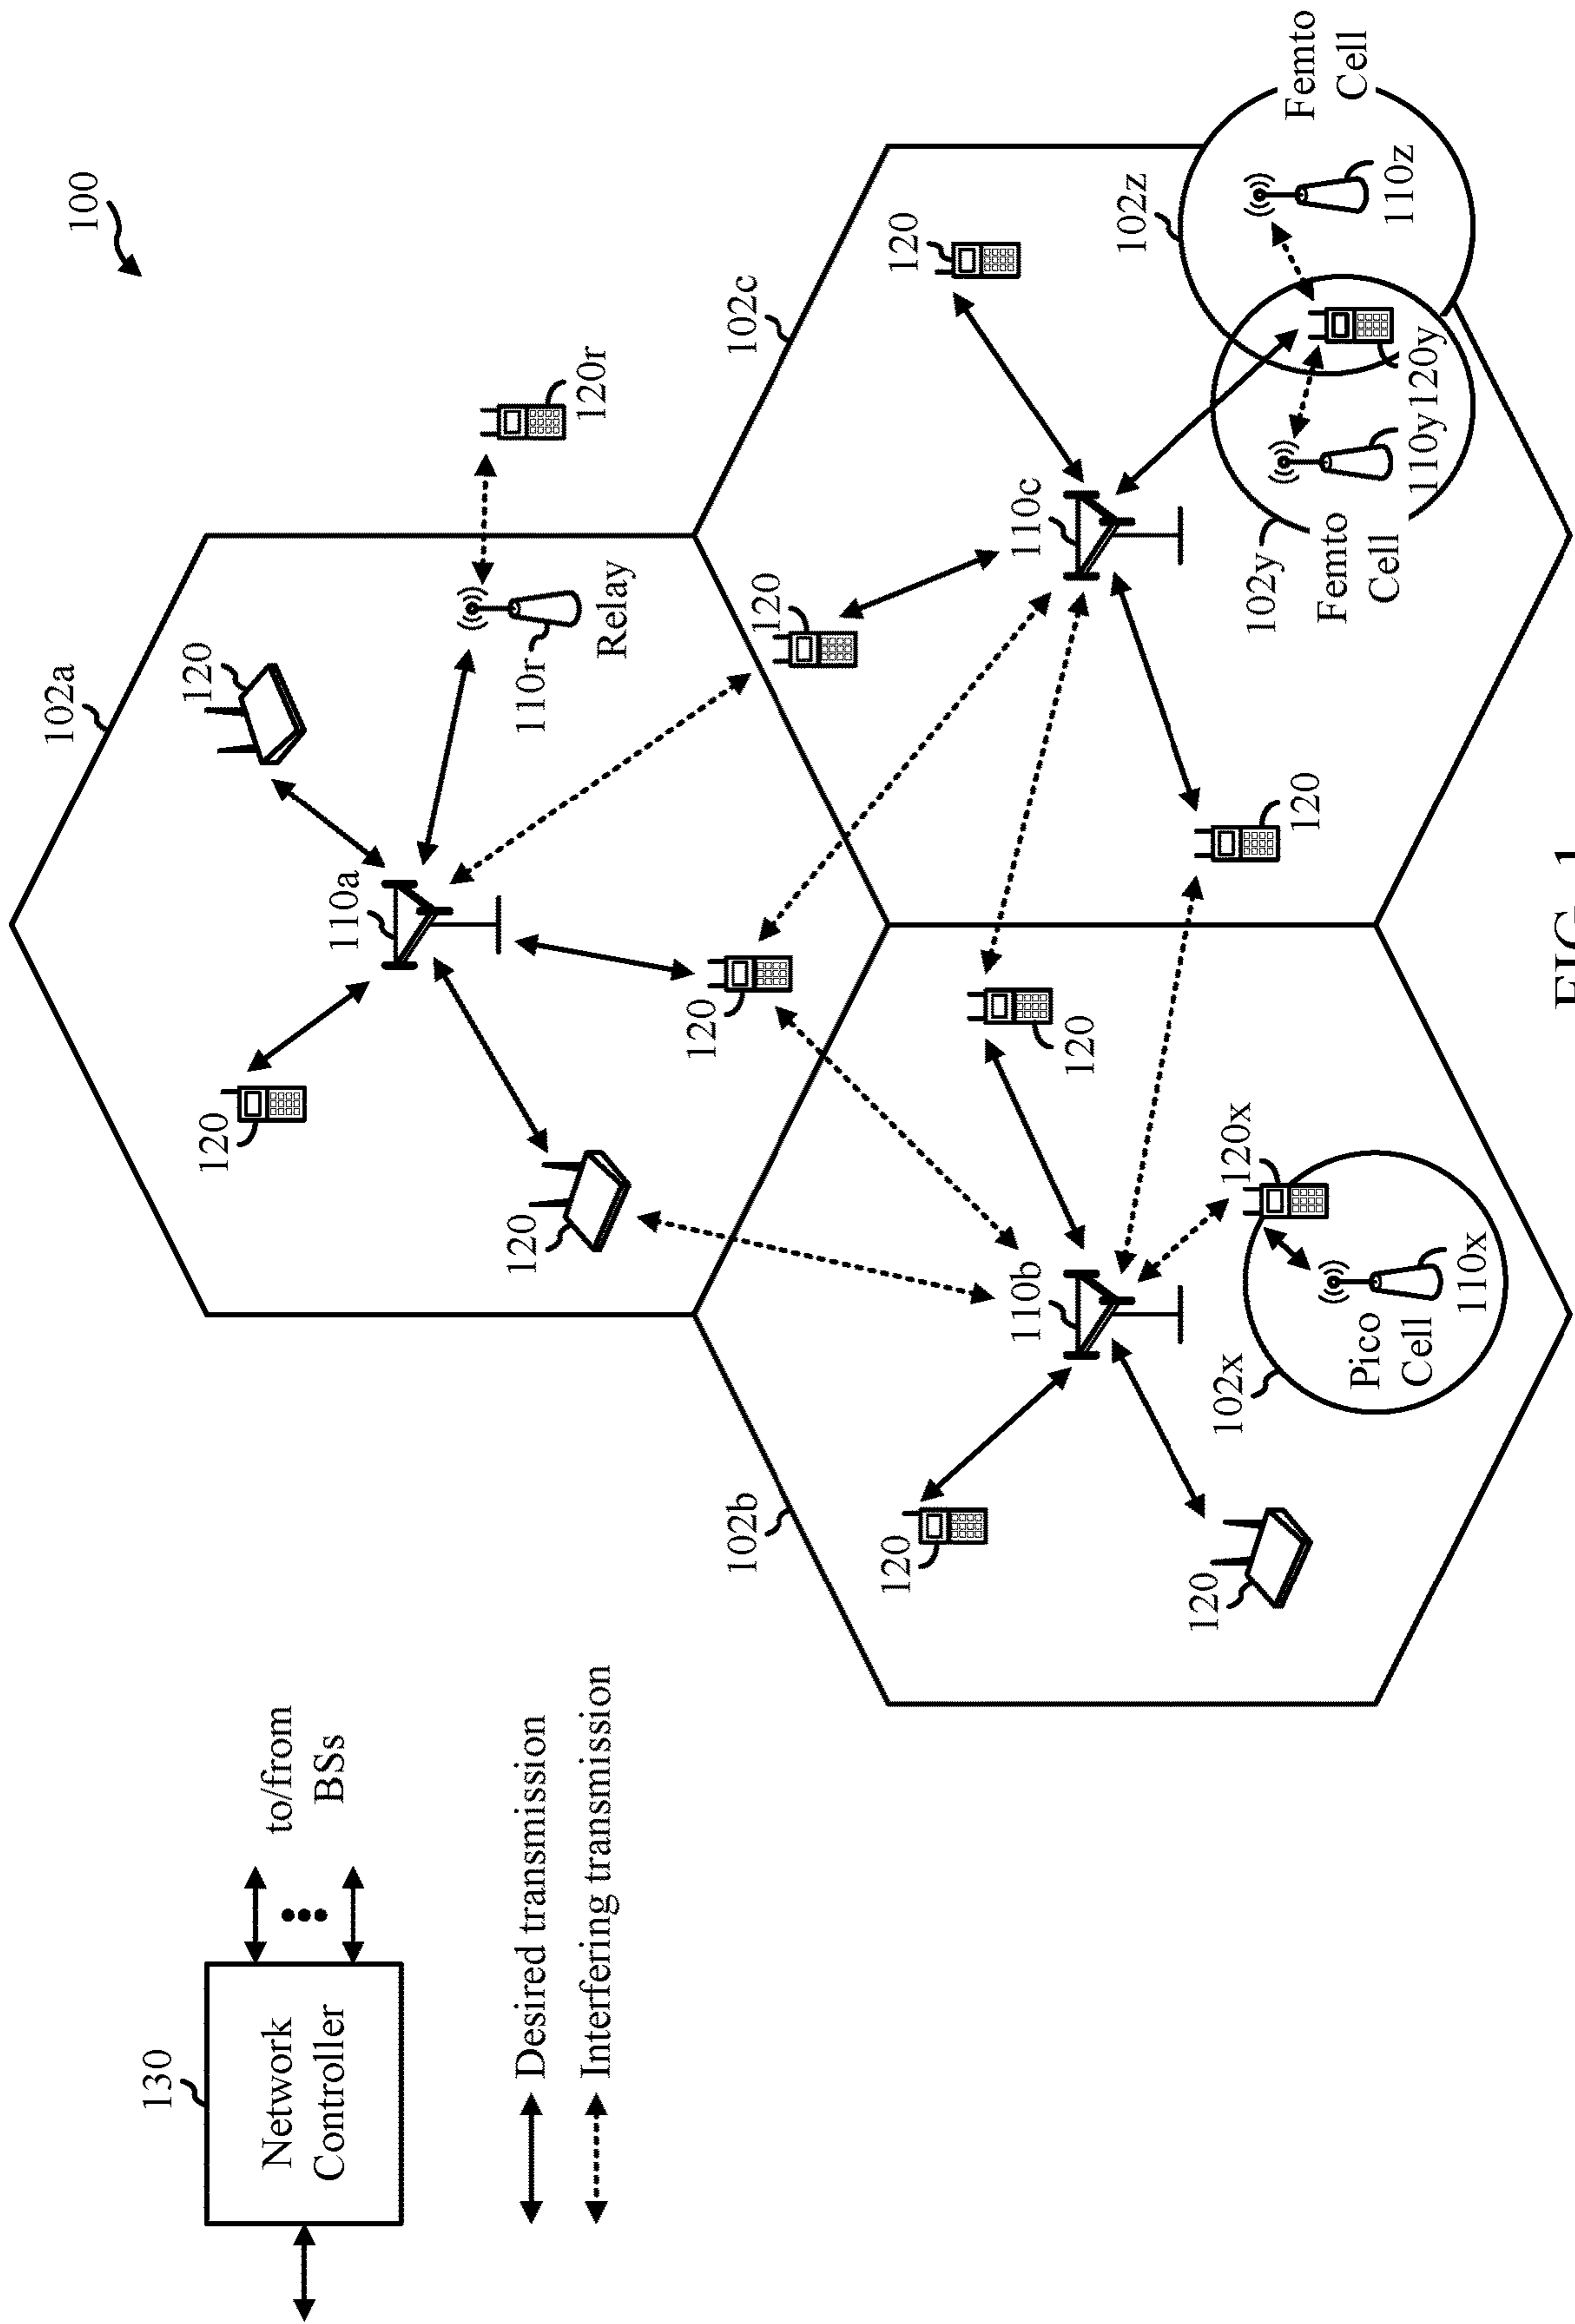 100
130
Network
Controller
to/from
BSs
Desired transmission
Interfering transmission
102a
120
120
110a
120
110r
Relay
120r
120
120
102b
120
120
110b
120
120x
102x
Pico
Cell
110x
102c
120
120
110c
120
102y
Femto
Cell
110y
120y
102z
110z
Femto
Cell